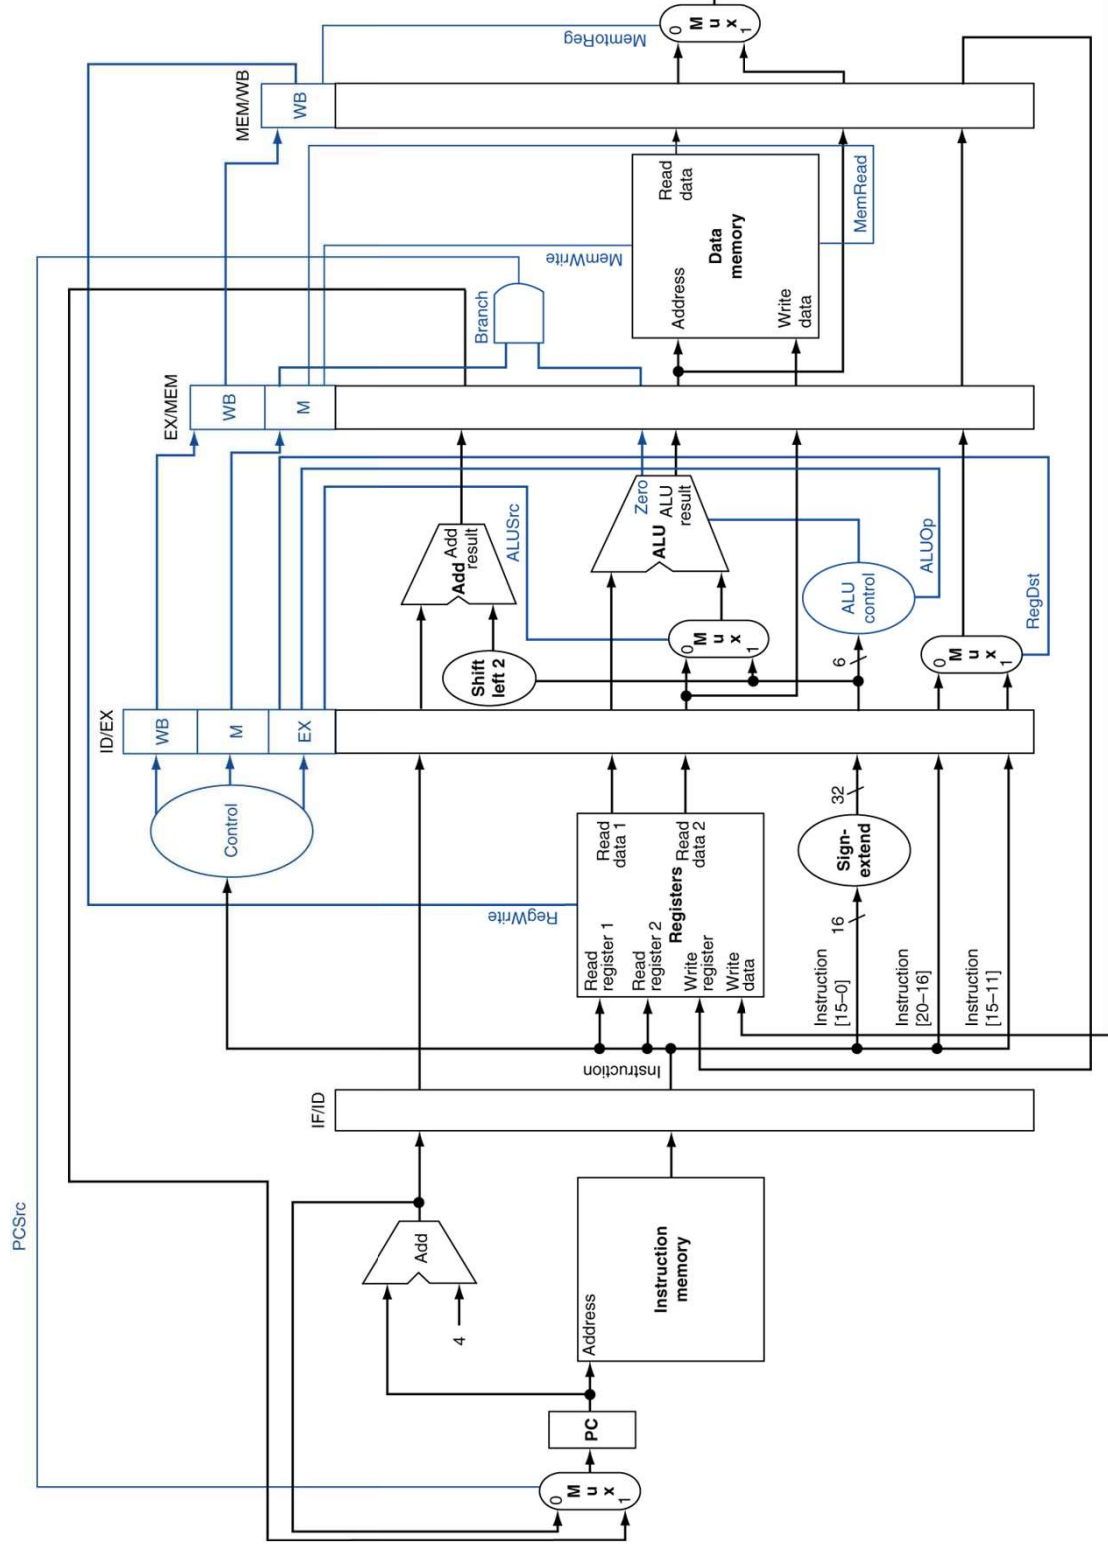 PCSrc
ID/EX
WB
EX/MEM
Control
M
WB
MEM/WB
EX
M
WB
IF/ID
Add
4
RegWrite
Shift
left 2
Add
Add
result
ALUSrc
Branch
MemWrite
MemtoReg
0
M
u
x
1
PC
Address
Instruction
memory
Instruction
Read
register 1
Read
register 2
Registers
Write
register
Write
data
Read
data 1
Read
data 2
0
M
u
x
1
Zero
ALU
ALU
result
Address
Data
memory
Write
data
Read
data
0
M
u
x
1
Instruction
[15–0]
16
Sign-
extend
32
6
ALU
control
MemRead
Instruction
[20–16]
Instruction
[15–11]
0
M
u
x
1
ALUOp
RegDst